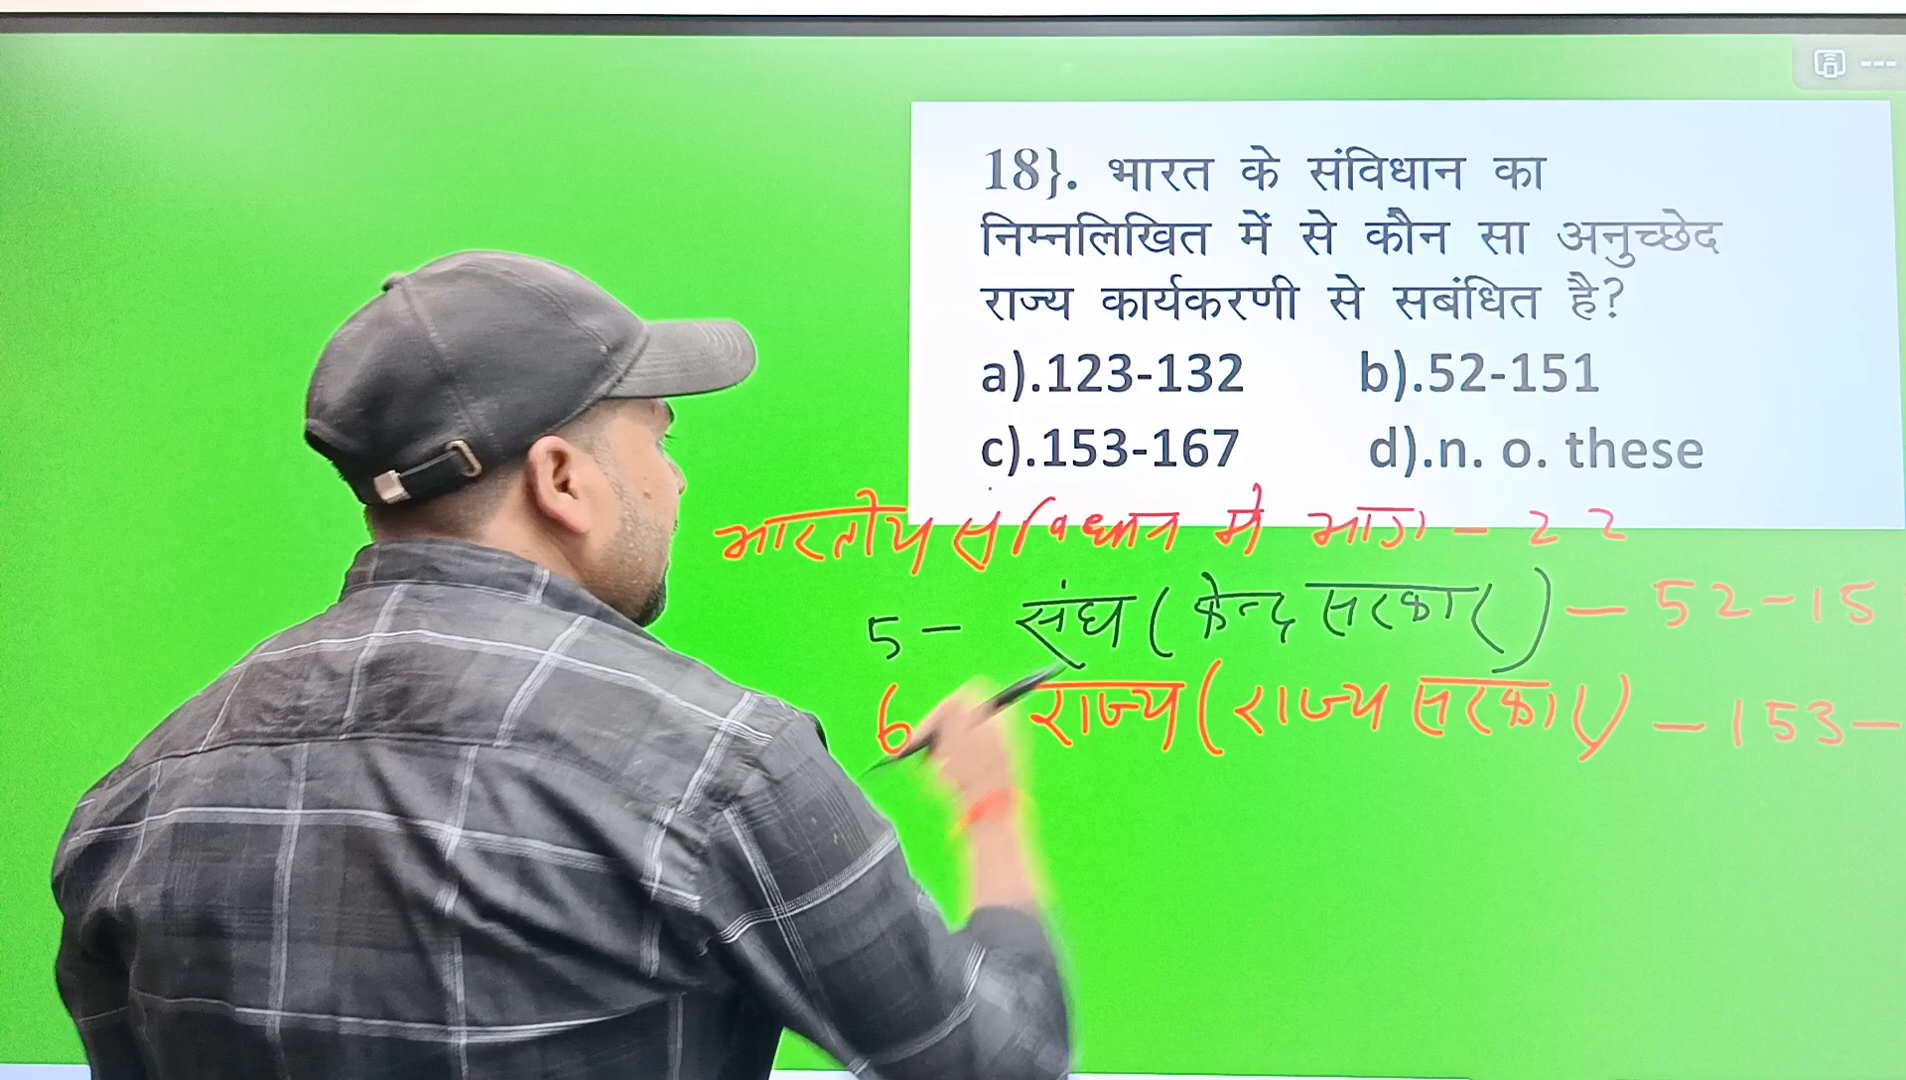 18}. भारत के संविधान का
निम्नलिखित में से कौन सा अनुच्छेद
राज्य कार्यकरणी से सबंधित है?
a).123-132 b).52-151
c).153-167 d).n. o. these
भारतीय संविधान में भाग - 22
5 - संघ (केन्द्र सरकार) - 52-15
6 राज्य (राज्य सरकार) - 153-